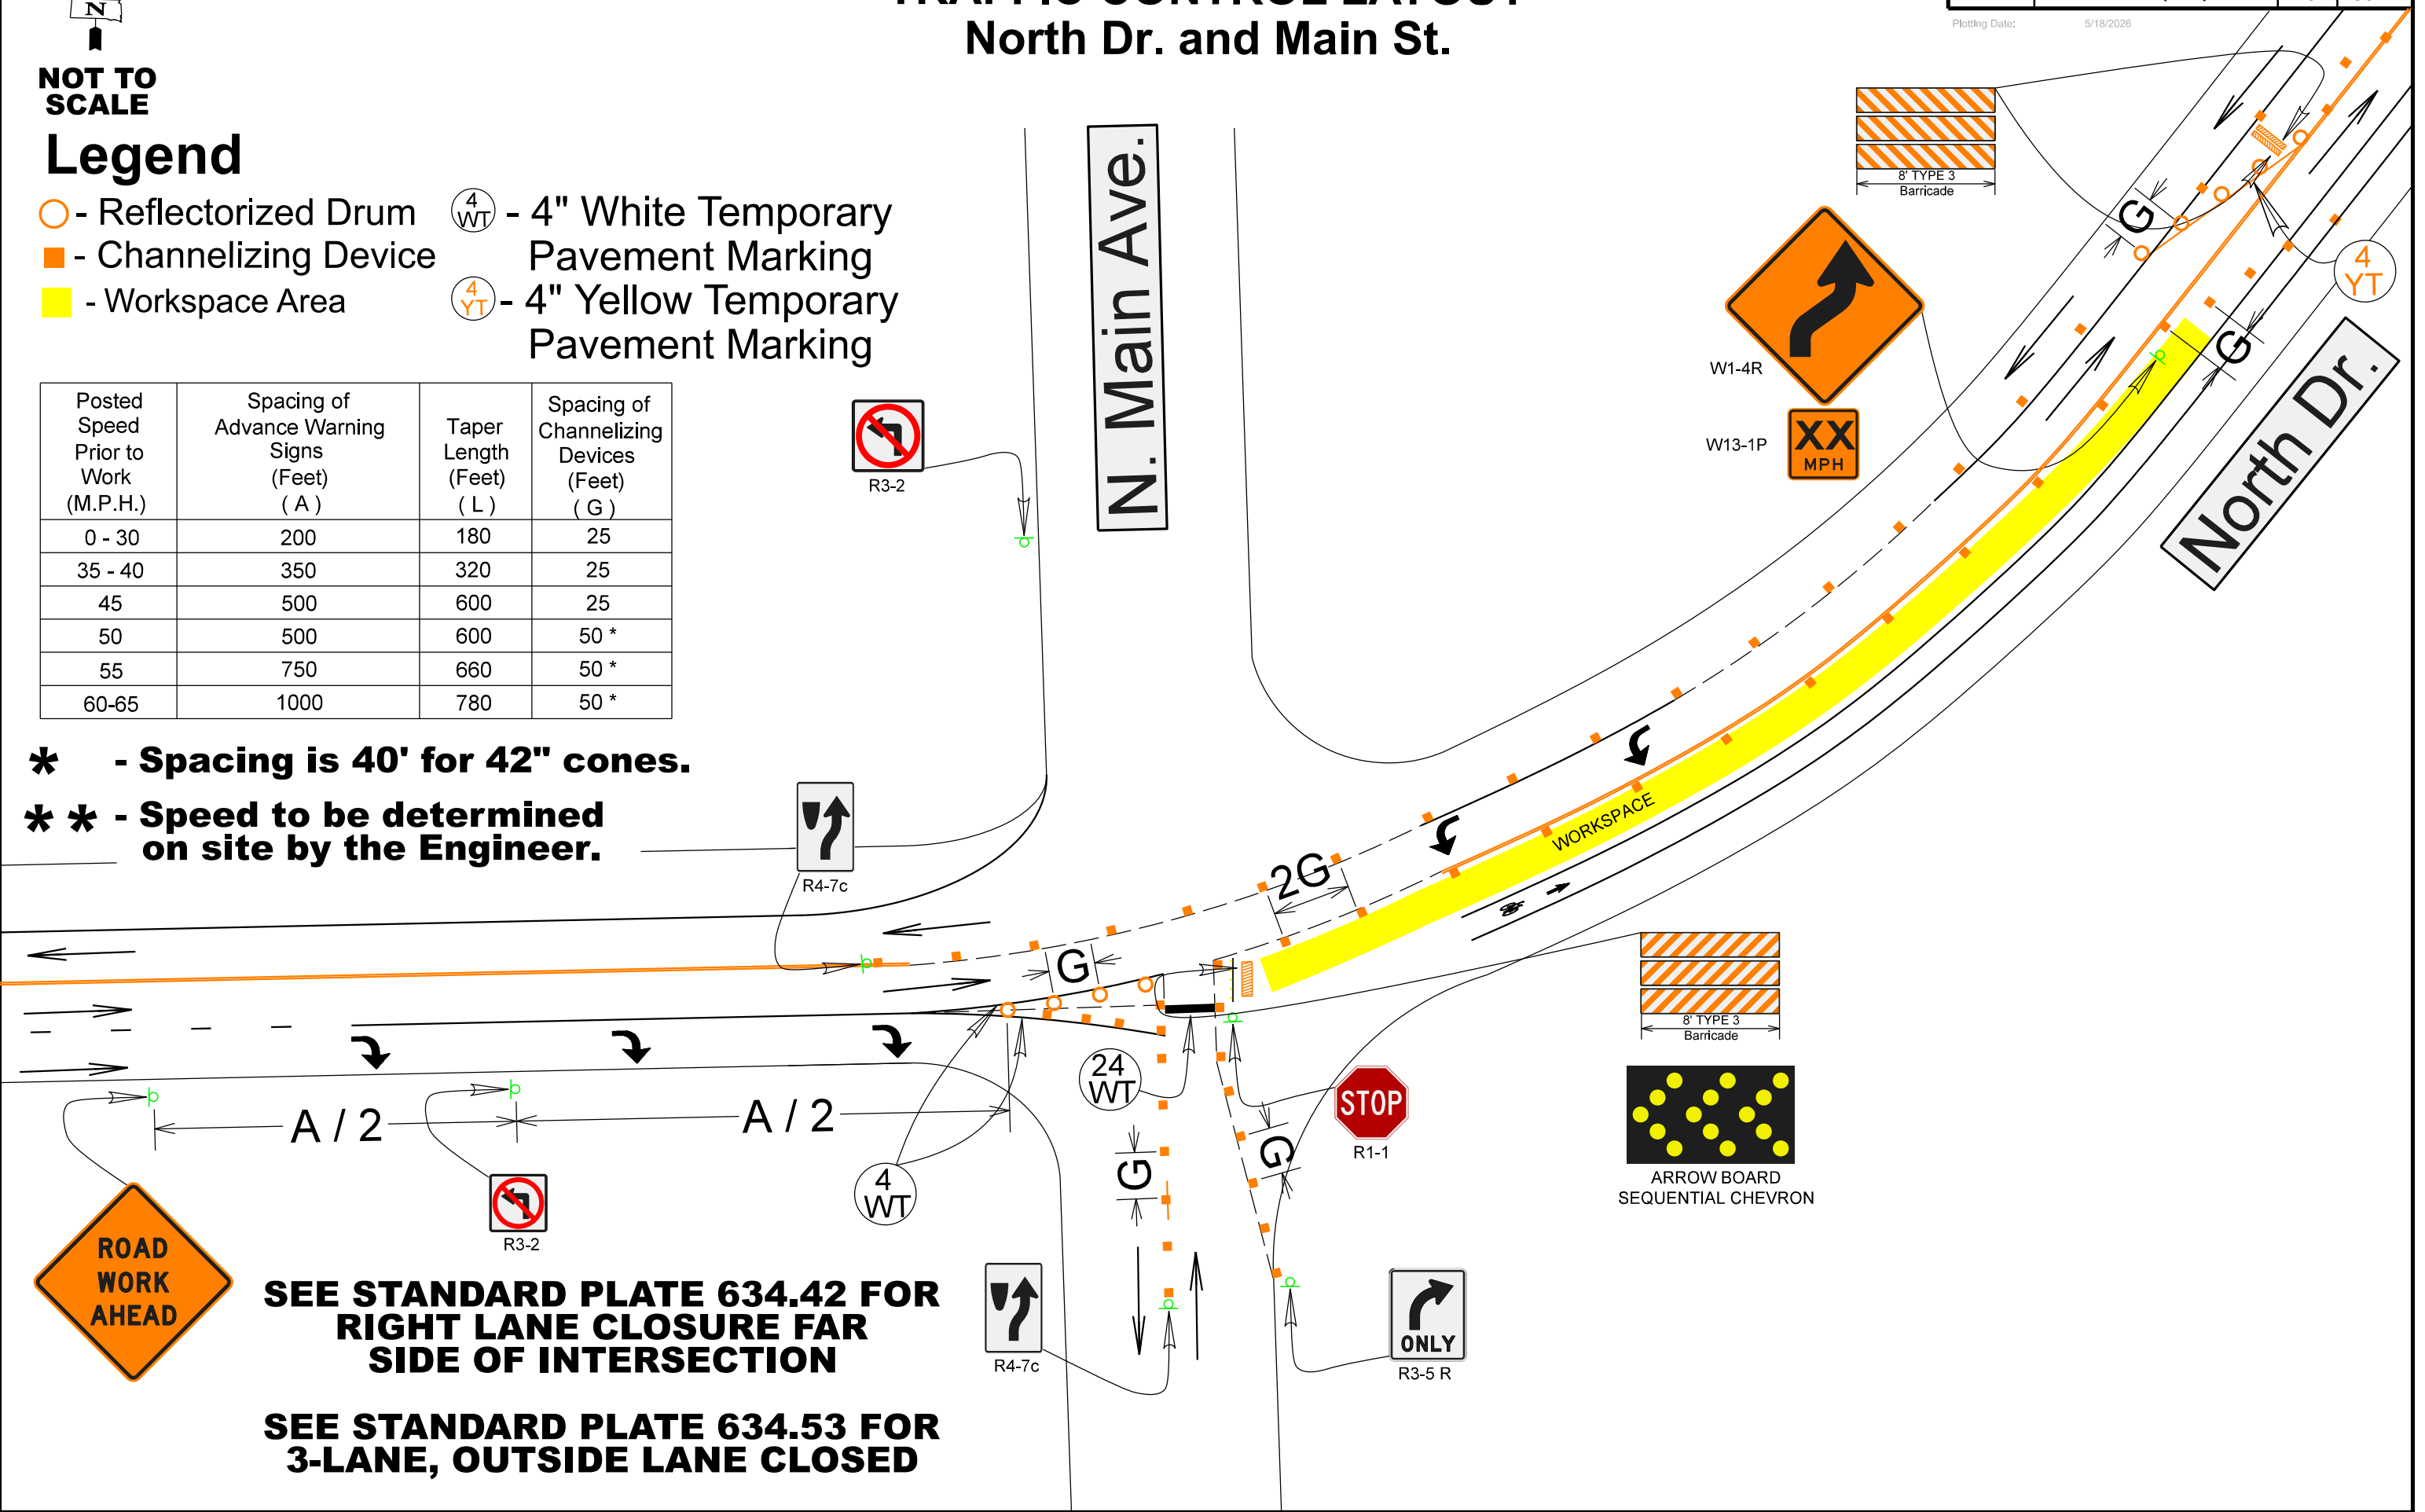 North Dr. and Main St.
Plotting Date: 5/18/2026
N
NOT TO
SCALE
Legend
- Reflectorized Drum
- Channelizing Device
- Workspace Area
4
WT
- 4" White Temporary
Pavement Marking
4
YT
- 4" Yellow Temporary
Pavement Marking
Posted
Speed
Prior to
Work
(M.P.H.)
Spacing of
Advance Warning
Signs
(Feet)
( A )
Taper
Length
(Feet)
( L )
Spacing of
Channelizing
Devices
(Feet)
( G )
0 - 30 200 180 25
35 - 40 350 320 25
45 500 600 25
50 500 600 50 *
55 750 660 50 *
60-65 1000 780 50 *
* - Spacing is 40' for 42" cones.
* * - Speed to be determined
on site by the Engineer.
N. Main Ave.
R3-2
8' TYPE 3
Barricade
G
4
YT
W1-4R
XX
MPH
W13-1P
G
North Dr.
R4-7c
2G
WORKSPACE
G
8' TYPE 3
Barricade
24
WT
STOP
R1-1
ARROW BOARD
SEQUENTIAL CHEVRON
A / 2
A / 2
G
G
4
WT
ROAD
WORK
AHEAD
R3-2
R4-7c
ONLY
R3-5 R
SEE STANDARD PLATE 634.42 FOR
RIGHT LANE CLOSURE FAR
SIDE OF INTERSECTION
SEE STANDARD PLATE 634.53 FOR
3-LANE, OUTSIDE LANE CLOSED